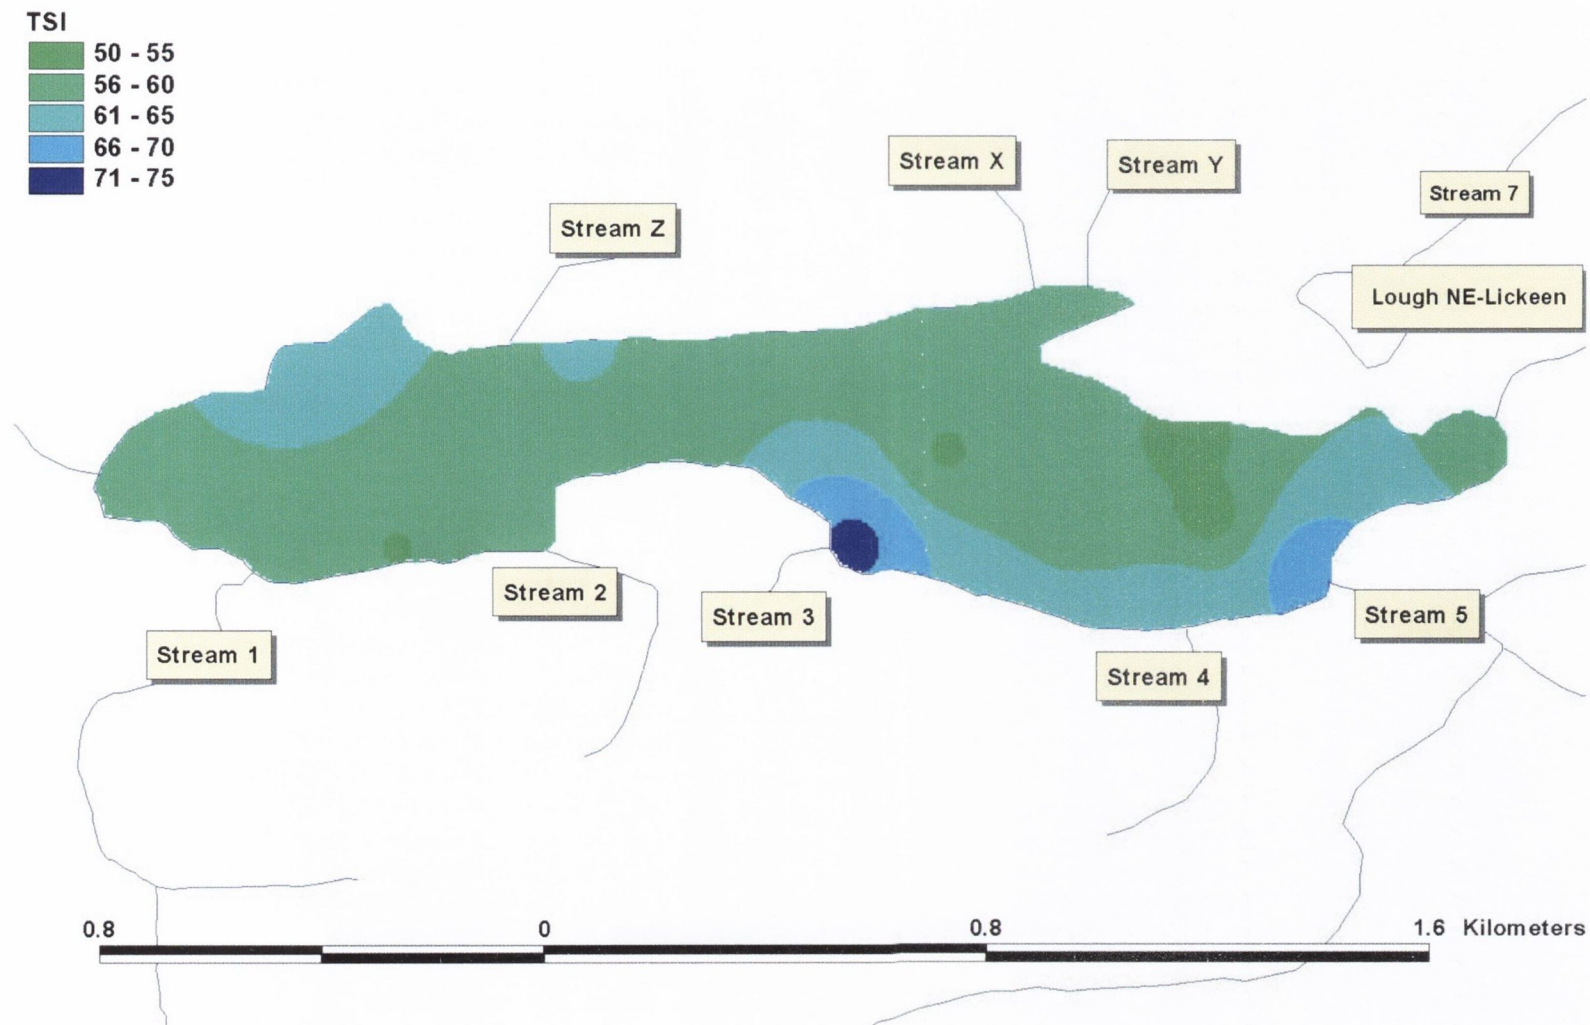 TSI
50 - 55
56 - 60
61 - 65
66 - 70
71 - 75
Stream X
Stream Y
Stream 7
Stream Z
Lough NE-Lickeen
Stream 2
Stream 3
Stream 5
Stream 1
Stream 4
0.8 0 0.8 1.6 Kilometers